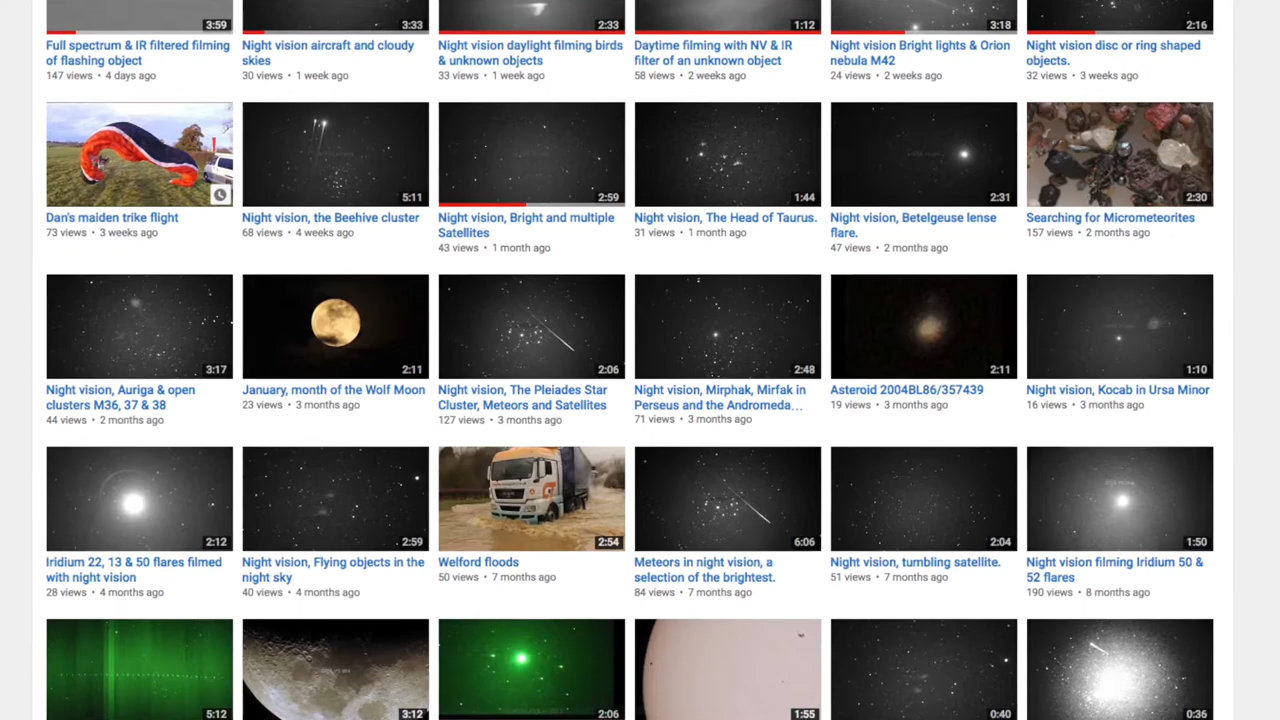 3:59
3:33
2:33
1:12
3:18
2:16
Full spectrum & IR filtered filming
of flashing object
147 views • 4 days ago
Night vision aircraft and cloudy
skies
30 views • 1 week ago
Night vision daylight filming birds
& unknown objects
33 views • 1 week ago
Daytime filming with NV & IR
filter of an unknown object
58 views • 2 weeks ago
Night vision Bright lights & Orion
nebula M42
24 views • 2 weeks ago
Night vision disc or ring shaped
objects.
32 views • 3 weeks ago
5:11
2:59
1:44
2:31
2:30
Dan's maiden trike flight
73 views • 3 weeks ago
Night vision, the Beehive cluster
68 views • 4 weeks ago
Night vision, Bright and multiple
Satellites
43 views • 1 month ago
Night vision, The Head of Taurus.
31 views • 1 month ago
Night vision, Betelgeuse lense
flare.
47 views • 2 months ago
Searching for Micrometeorites
157 views • 2 months ago
3:17
2:11
2:06
2:48
2:11
1:10
Night vision, Auriga & open
clusters M36, 37 & 38
44 views • 2 months ago
January, month of the Wolf Moon
23 views • 3 months ago
Night vision, The Pleiades Star
Cluster, Meteors and Satellites
127 views • 3 months ago
Night vision, Mirphak, Mirfak in
Perseus and the Andromeda...
71 views • 3 months ago
Asteroid 2004BL86/357439
19 views • 3 months ago
Night vision, Kocab in Ursa Minor
16 views • 3 months ago
2:12
2:59
2:54
6:06
2:04
1:50
Iridium 22, 13 & 50 flares filmed
with night vision
28 views • 4 months ago
Night vision, Flying objects in the
night sky
40 views • 4 months ago
Welford floods
50 views • 7 months ago
Meteors in night vision, a
selection of the brightest.
84 views • 7 months ago
Night vision, tumbling satellite.
51 views • 7 months ago
Night vision filming Iridium 50 &
52 flares
190 views • 8 months ago
5:12
3:12
2:06
1:55
0:40
0:36